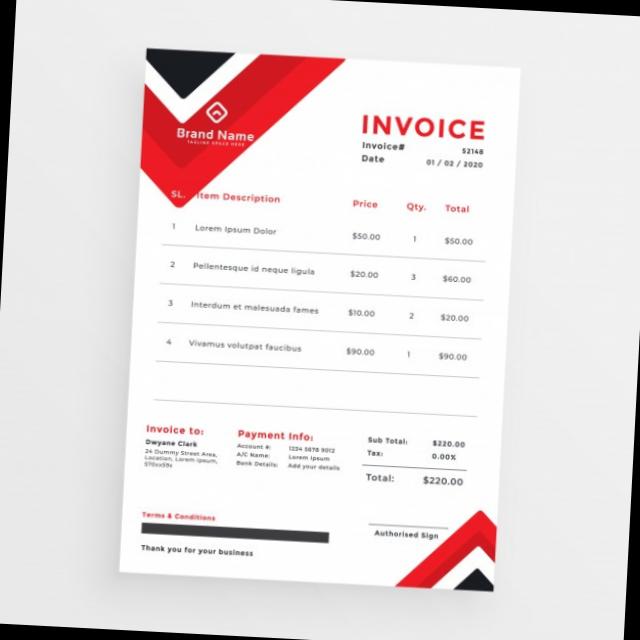 Brand Name
TAGLINE SPACE HERE
INVOICE
Invoice# 52148
Date 01 / 02 / 2020
SL. Item Description Price Qty. Total
1 Lorem Ipsum Dolor $50.00 1 $50.00
2 Pellentesque id neque ligula $20.00 3 $60.00
3 Interdum et malesuada fames $10.00 2 $20.00
4 Vivamus volutpat faucibus $90.00 1 $90.00
Invoice to:
Dwyane Clark
24 Dummy Street Area,
Location, Lorem Ipsum,
570xx59x
Payment Info:
Account #: 1234 5678 9012
A/C Name: Lorem Ipsum
Bank Details: Add your details
Sub Total: $220.00
Tax: 0.00%
Total: $220.00
Terms & Conditions
Authorised Sign
Thank you for your business